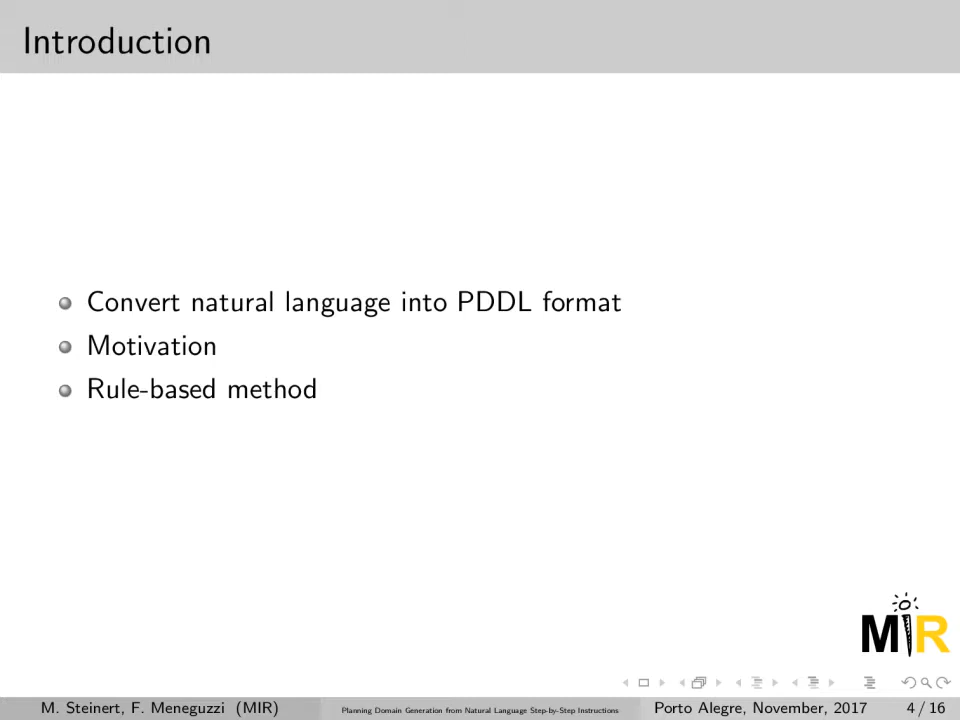 Introduction
Convert natural language into PDDL format
Motivation
Rule-based method
MIR
M. Steinert, F. Meneguzzi (MIR)
Planning Domain Generation from Natural Language Step-by-Step Instructions
Porto Alegre, November, 2017
4 / 16